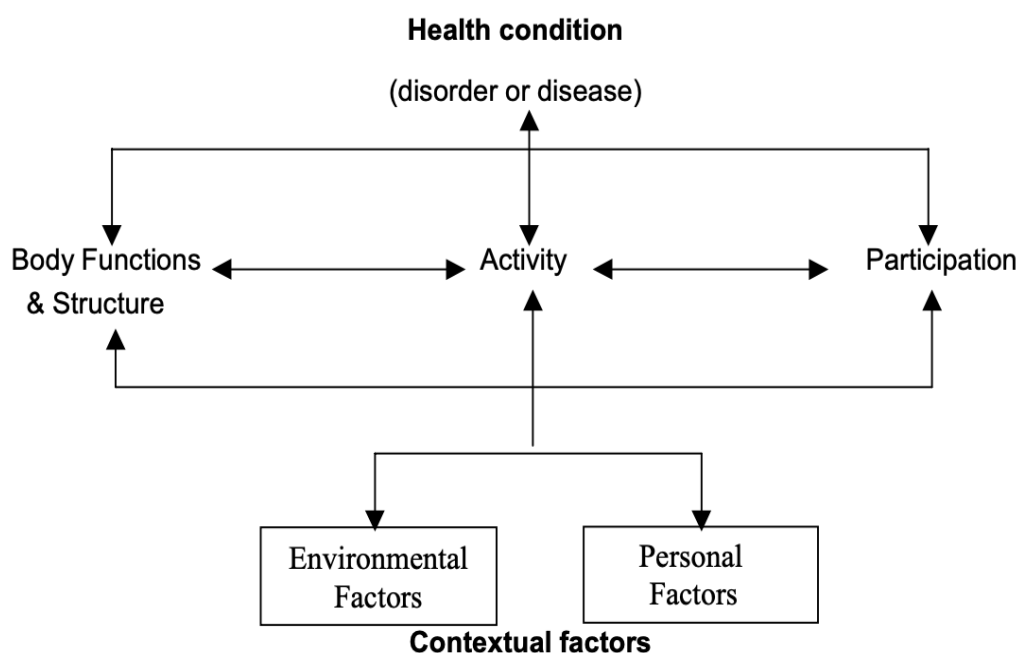 Health condition
(disorder or disease)
Body Functions
& Structure
Activity
Participation
Environmental
Factors
Personal
Factors
Contextual factors